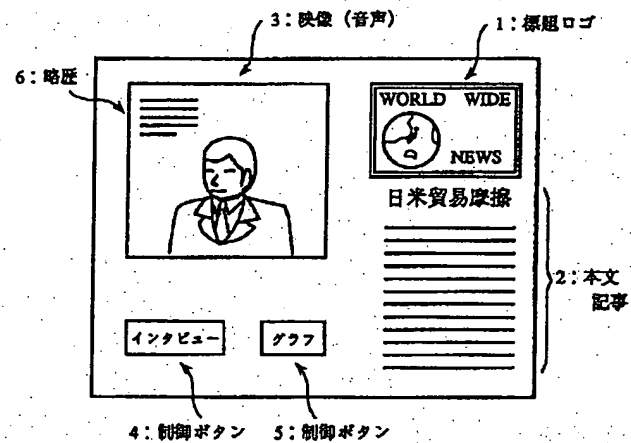 3：映像（音声）
1：標題ロゴ
6：略歴
WORLD WIDE
NEWS
日米貿易摩擦
2：本文
記事
インタビュー
グラフ
4：制御ボタン
5：制御ボタン